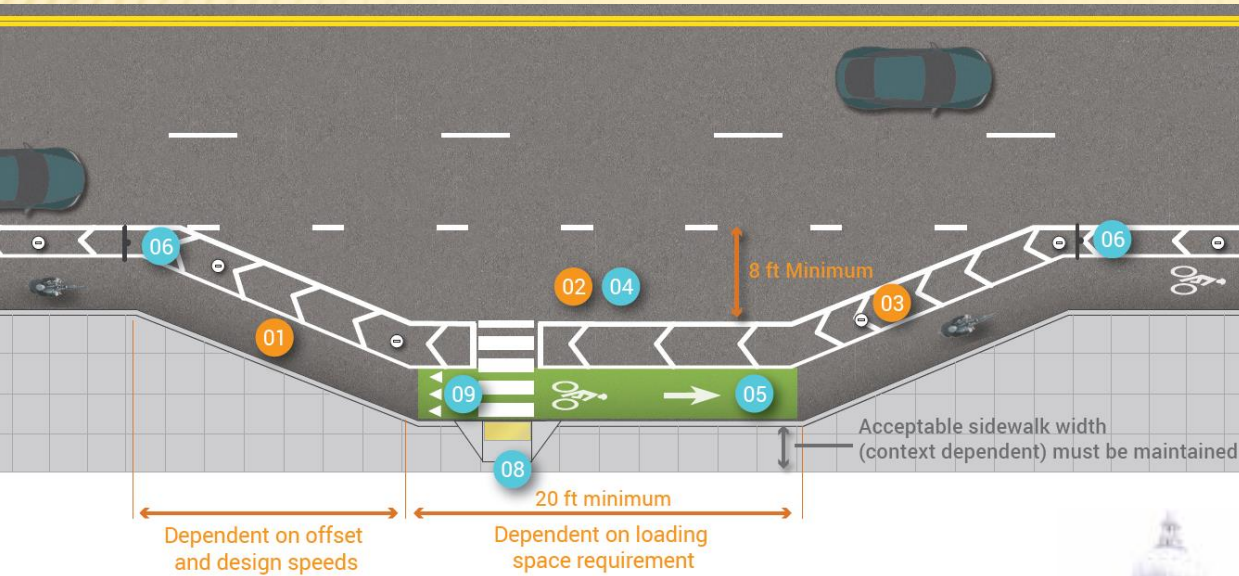 06
06
8 ft Minimum
02
04
03
01
09
05
Acceptable sidewalk width
(context dependent) must be maintained
08
20 ft minimum
Dependent on offset
and design speeds
Dependent on loading
space requirement